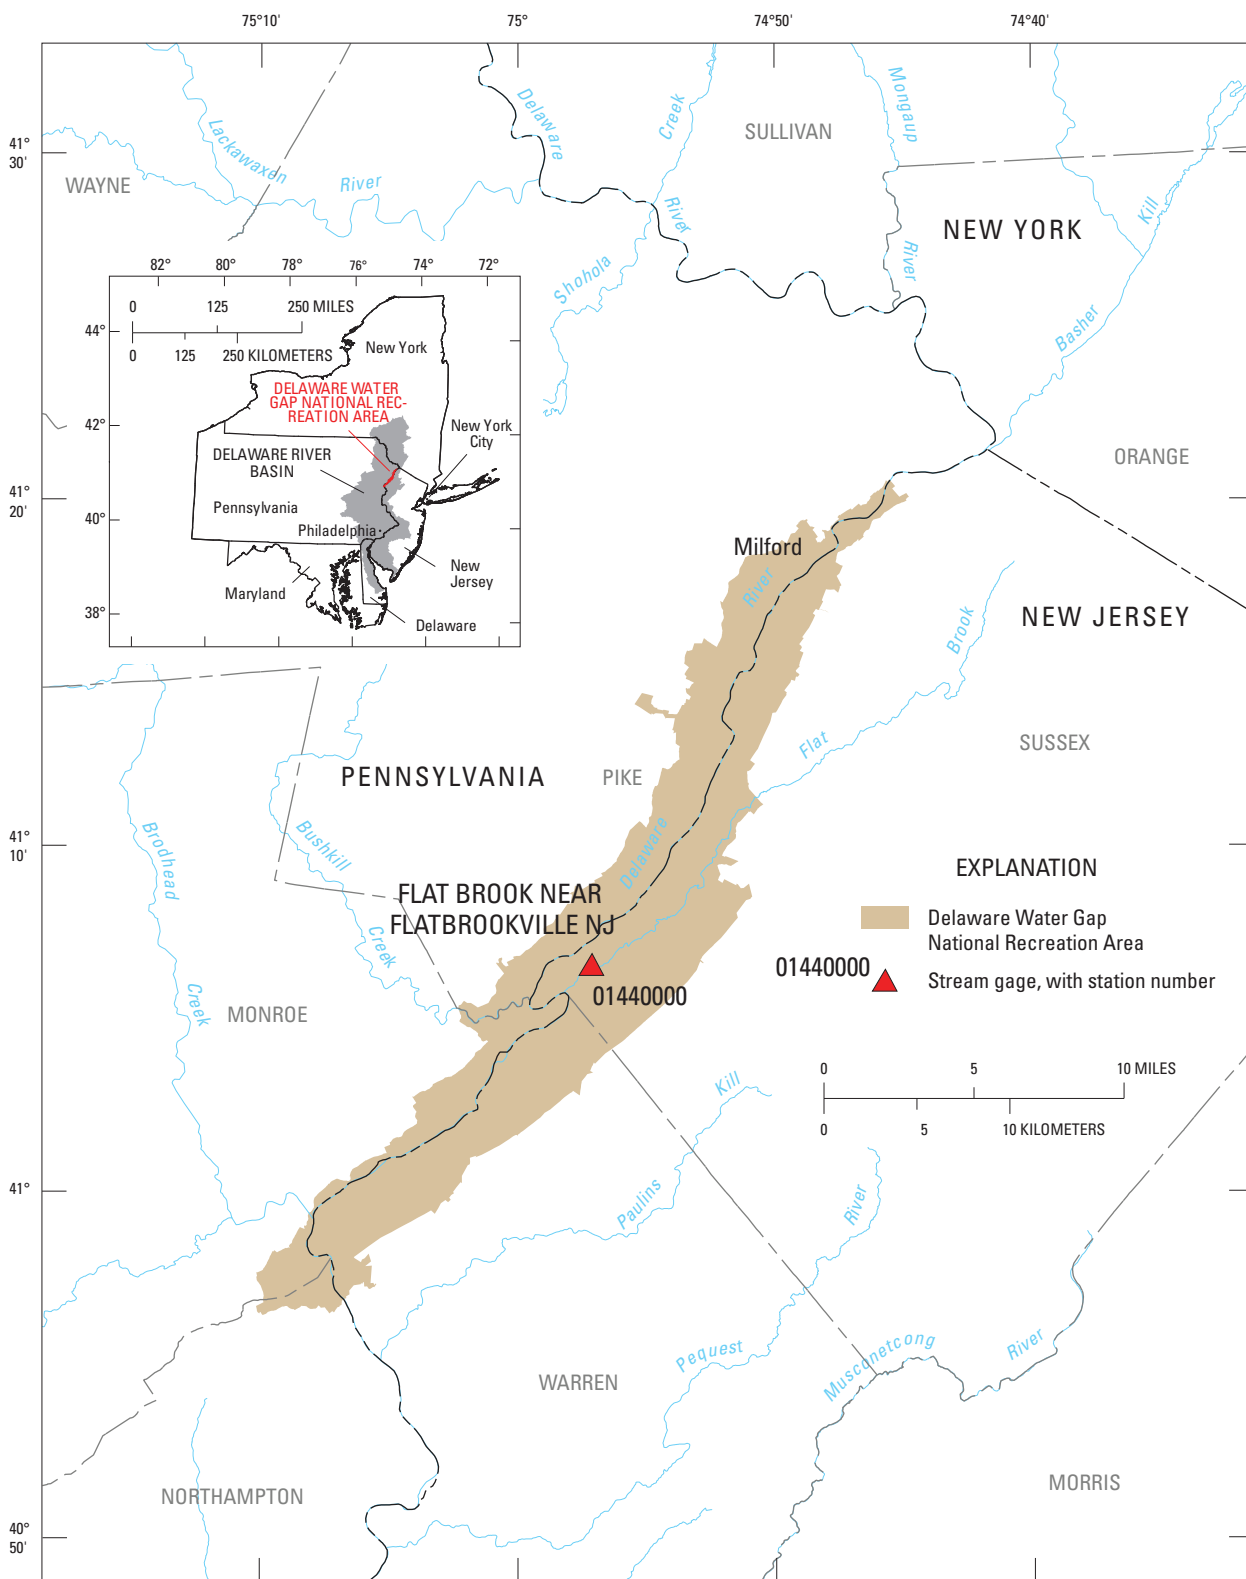 75°10'
75°
74°50'
74°40'
41°
30'
41°
20'
41°
10'
41°
40°
50'
Delaware
River
Creek
Shohola
SULLIVAN
Mongaup
River
Lackawaxen
River
WAYNE
NEW YORK
Kill
Basher
ORANGE
82°
80°
78°
76°
74°
72°
44°
42°
40°
38°
0
125
250 MILES
0
125
250 KILOMETERS
New York
DELAWARE WATER
GAP NATIONAL REC-
REATION AREA
New York
City
DELAWARE RIVER
BASIN
Pennsylvania
Philadelphia
New
Jersey
Maryland
Delaware
Milford
River
NEW JERSEY
Brook
Flat
SUSSEX
PENNSYLVANIA
PIKE
Delaware
Bushkill
Creek
Brodhead
Creek
FLAT BROOK NEAR
FLATBROOKVILLE NJ
01440000
MONROE
EXPLANATION
Delaware Water Gap
National Recreation Area
01440000
Stream gage, with station number
0
5
10 MILES
0
5
10 KILOMETERS
Kill
Paulins
River
Pequest
Musconetcong
River
WARREN
NORTHAMPTON
MORRIS